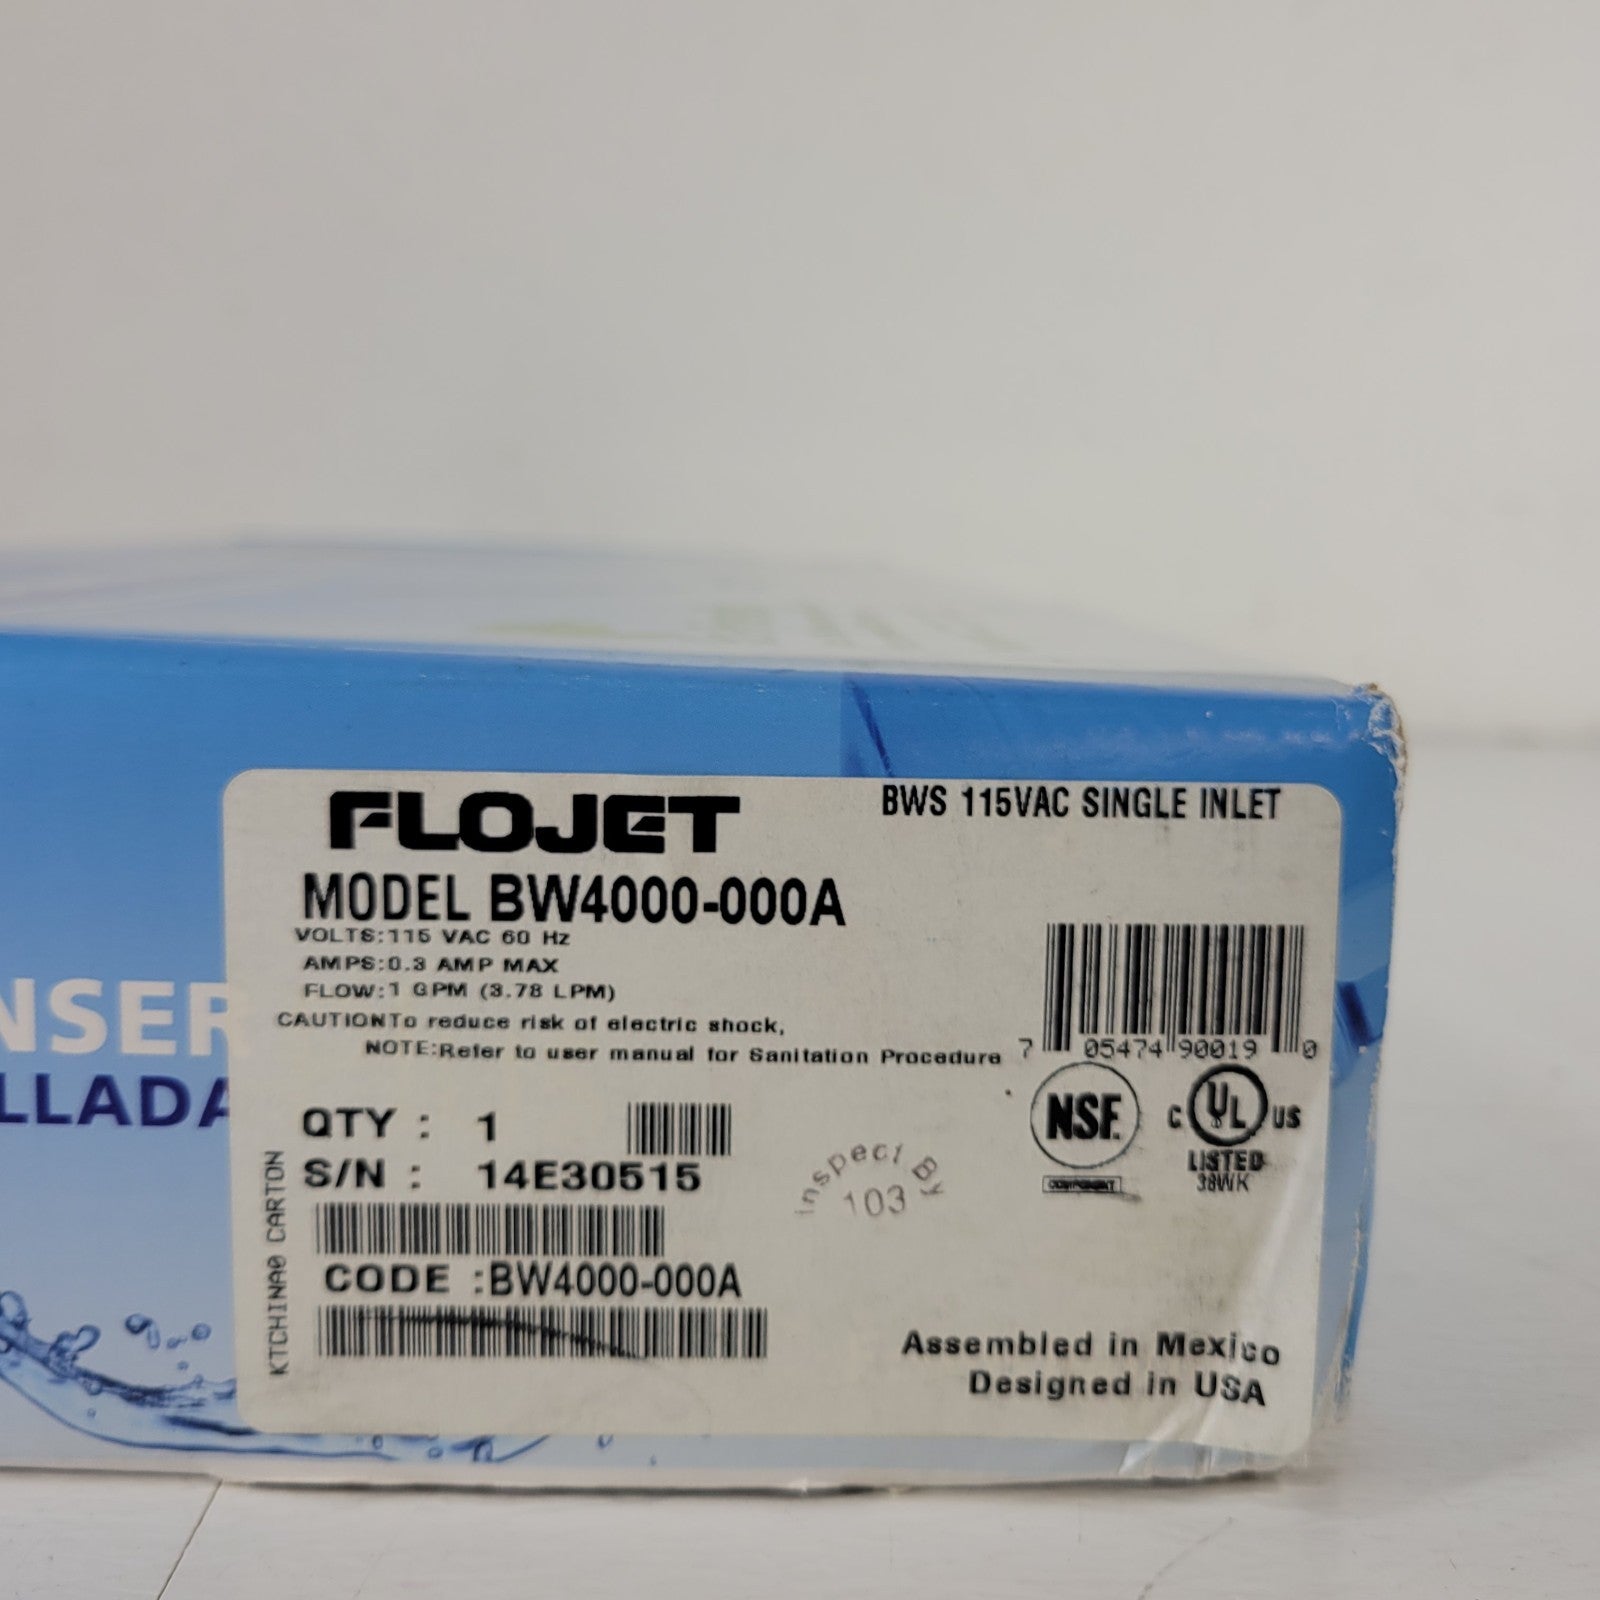 FLOJET
BWS 115VAC SINGLE INLET
MODEL BW4000-000A
VOLTS:115 VAC 60 Hz
AMPS:0.3 AMP MAX
FLOW:1 GPM (3.78 LPM)
CAUTIONTo reduce risk of electric shock,
NOTE:Refer to user manual for Sanitation Procedure
7 05474 90019 0
NSF.
COMPONENT
C UL US
LISTED
38WK
QTY : 1
S/N : 14E30515
Inspect By
103
CODE :BW4000-000A
KTCHINA0 CARTON
Assembled in Mexico
Designed in USA
NSER
LLADA